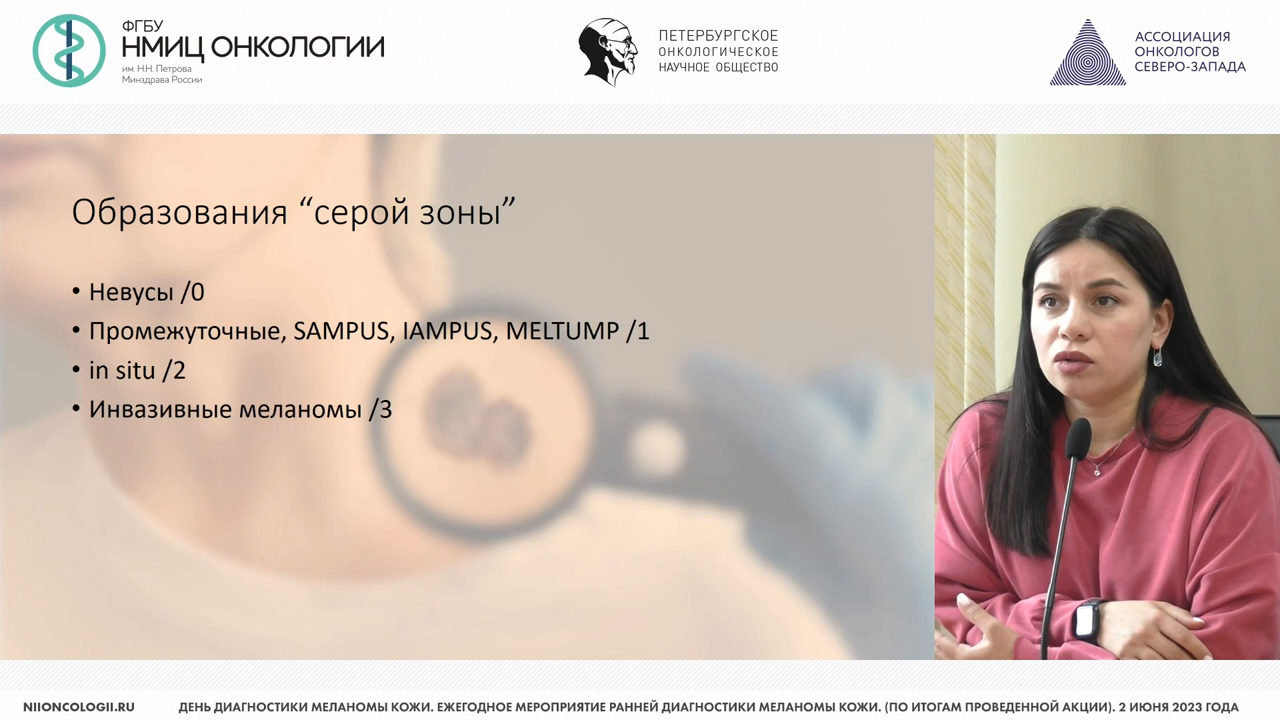 ФГБУ
НМИЦ ОНКОЛОГИИ
им. Н.Н. Петрова
Минздрава России
ПЕТЕРБУРГСКОЕ
ОНКОЛОГИЧЕСКОЕ
НАУЧНОЕ ОБЩЕСТВО
АССОЦИАЦИЯ
ОНКОЛОГОВ
СЕВЕРО-ЗАПАДА
Образования “серой зоны”
• Невусы /0
• Промежуточные, SAMPUS, IAMPUS, MELTUMP /1
• in situ /2
• Инвазивные меланомы /3
NIIONCOLOGII.RU
ДЕНЬ ДИАГНОСТИКИ МЕЛАНОМЫ КОЖИ. ЕЖЕГОДНОЕ МЕРОПРИЯТИЕ РАННЕЙ ДИАГНОСТИКИ МЕЛАНОМЫ КОЖИ. (ПО ИТОГАМ ПРОВЕДЕННОЙ АКЦИИ). 2 ИЮНЯ 2023 ГОДА